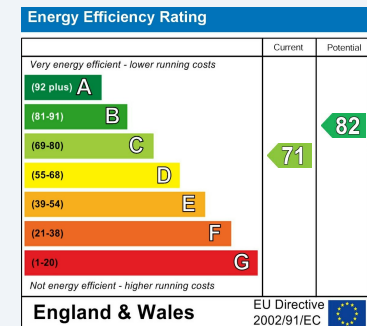 Energy Efficiency Rating
Current Potential
Very energy efficient - lower running costs
(92 plus) A
(81-91) B
82
(69-80) C
71
(55-68) D
(39-54) E
(21-38) F
(1-20) G
Not energy efficient - higher running costs
England & Wales
EU Directive
2002/91/EC